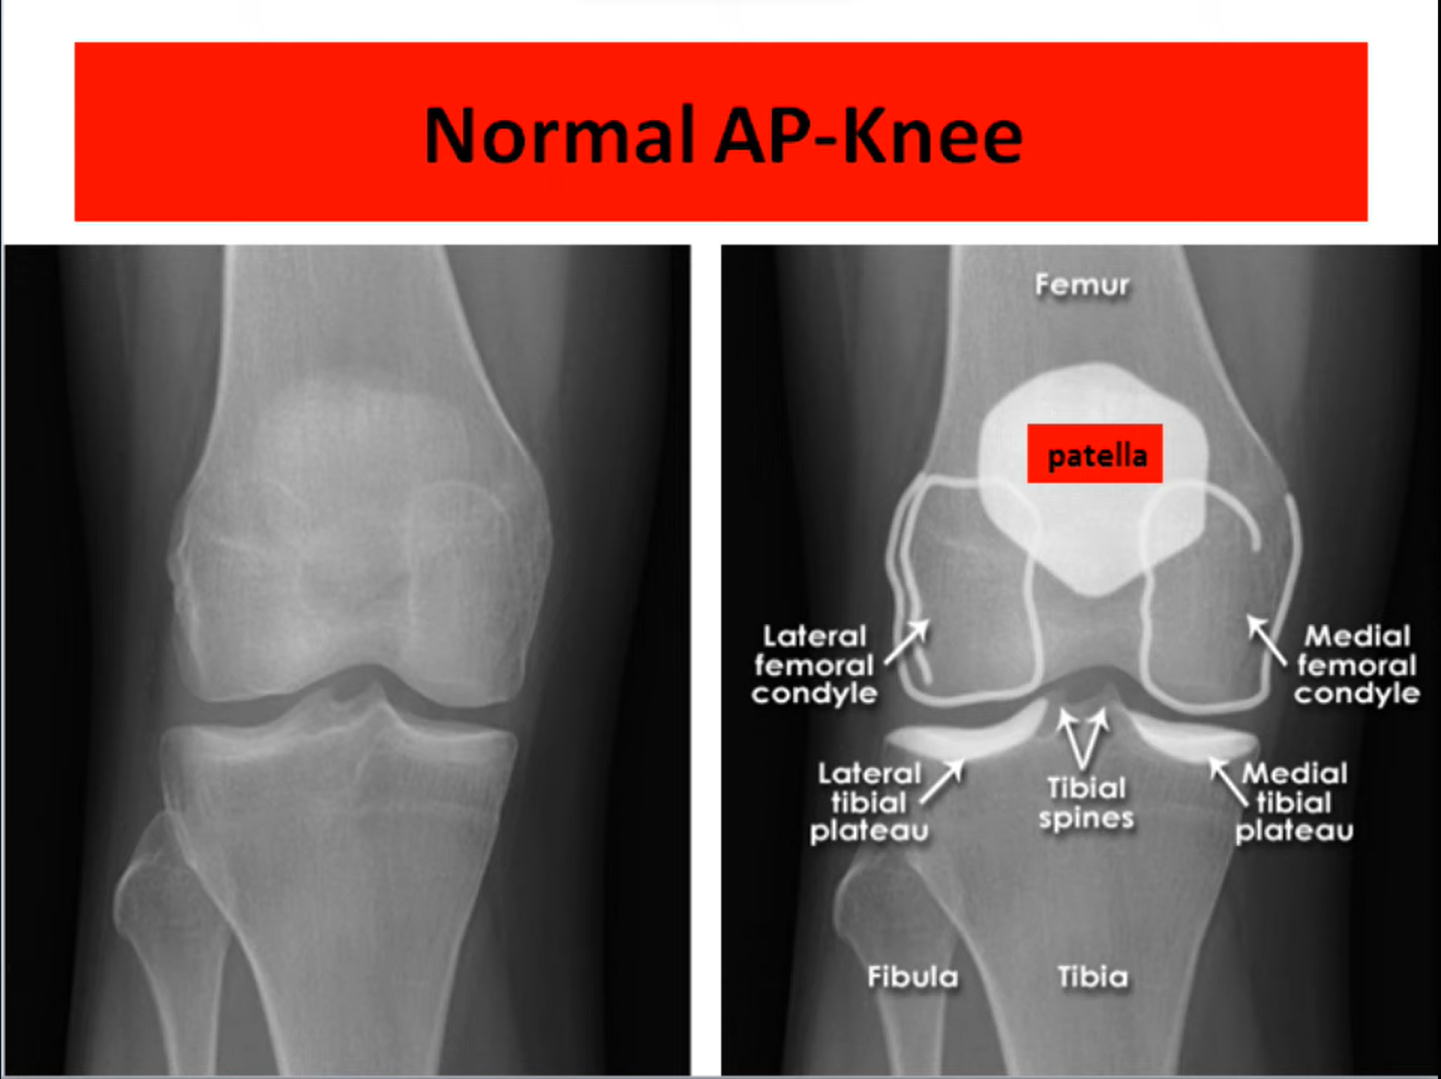 Normal AP-Knee
Femur
patella
Lateral
femoral
condyle
Medial
femoral
condyle
Lateral
tibial
plateau
Tibial
spines
Medial
tibial
plateau
Fibula
Tibia